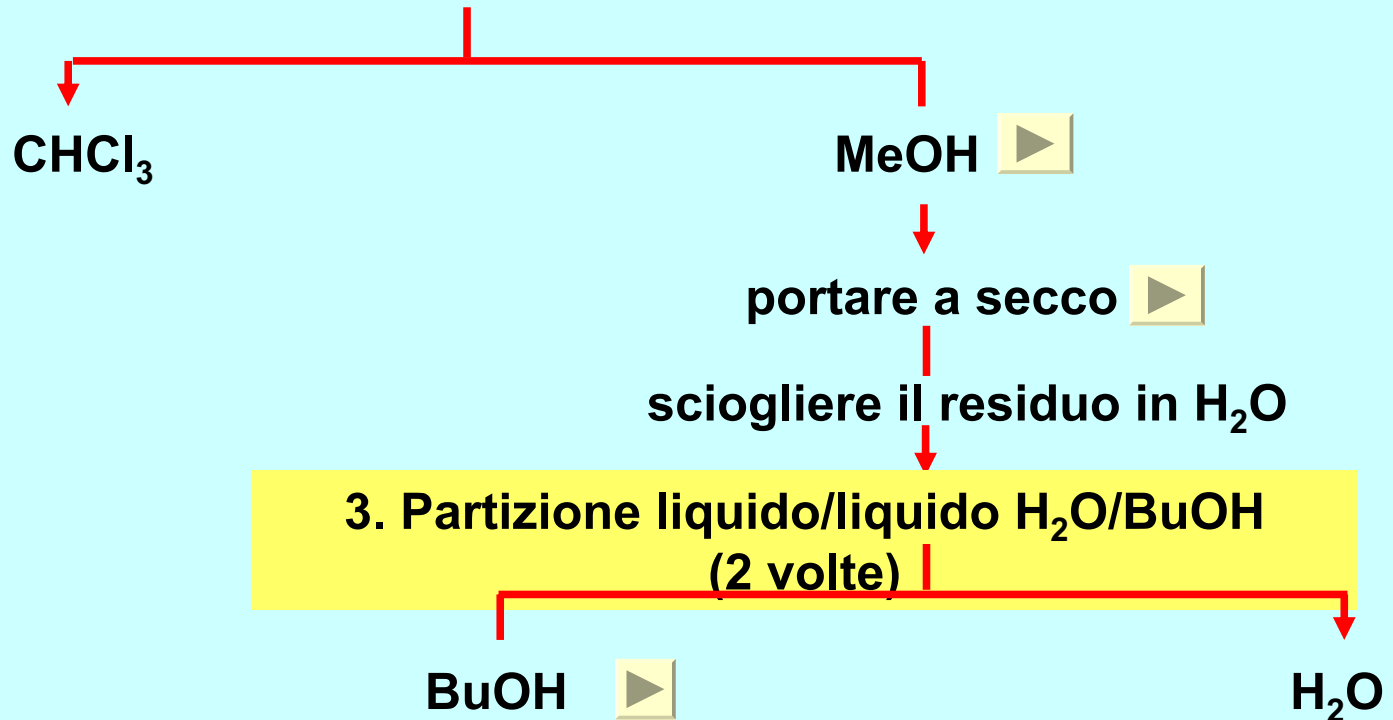 CHCl₃
MeOH
portare a secco
sciogliere il residuo in H₂O
3. Partizione liquido/liquido H₂O/BuOH
(2 volte)
BuOH
H₂O